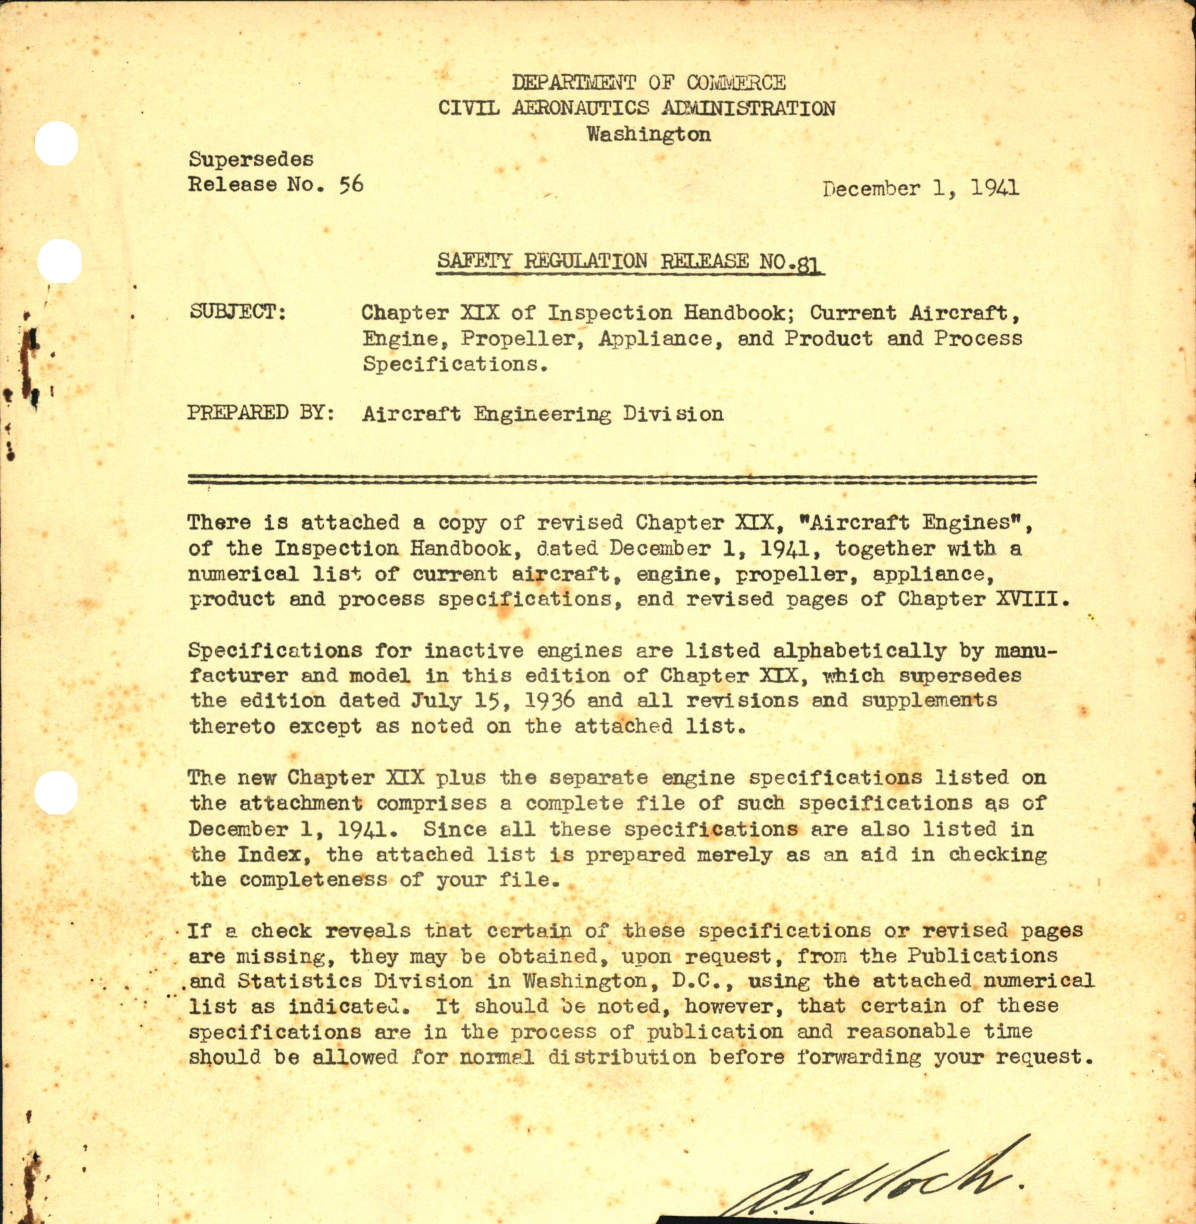 DEPARTMENT OF COMMERCE
CIVIL AERONAUTICS ADMINISTRATION
Washington
Supersedes
Release No. 56
December 1, 1941
SAFETY REGULATION RELEASE NO.81
SUBJECT: Chapter XIX of Inspection Handbook; Current Aircraft,
Engine, Propeller, Appliance, and Product and Process
Specifications.
PREPARED BY: Aircraft Engineering Division
There is attached a copy of revised Chapter XIX, "Aircraft Engines",
of the Inspection Handbook, dated December 1, 1941, together with a
numerical list of current aircraft, engine, propeller, appliance,
product and process specifications, and revised pages of Chapter XVIII.
Specifications for inactive engines are listed alphabetically by manu-
facturer and model in this edition of Chapter XIX, which supersedes
the edition dated July 15, 1936 and all revisions and supplements
thereto except as noted on the attached list.
The new Chapter XIX plus the separate engine specifications listed on
the attachment comprises a complete file of such specifications as of
December 1, 1941. Since all these specifications are also listed in
the Index, the attached list is prepared merely as an aid in checking
the completeness of your file.
If a check reveals that certain of these specifications or revised pages
are missing, they may be obtained, upon request, from the Publications
and Statistics Division in Washington, D.C., using the attached numerical
list as indicated. It should be noted, however, that certain of these
specifications are in the process of publication and reasonable time
should be allowed for normal distribution before forwarding your request.